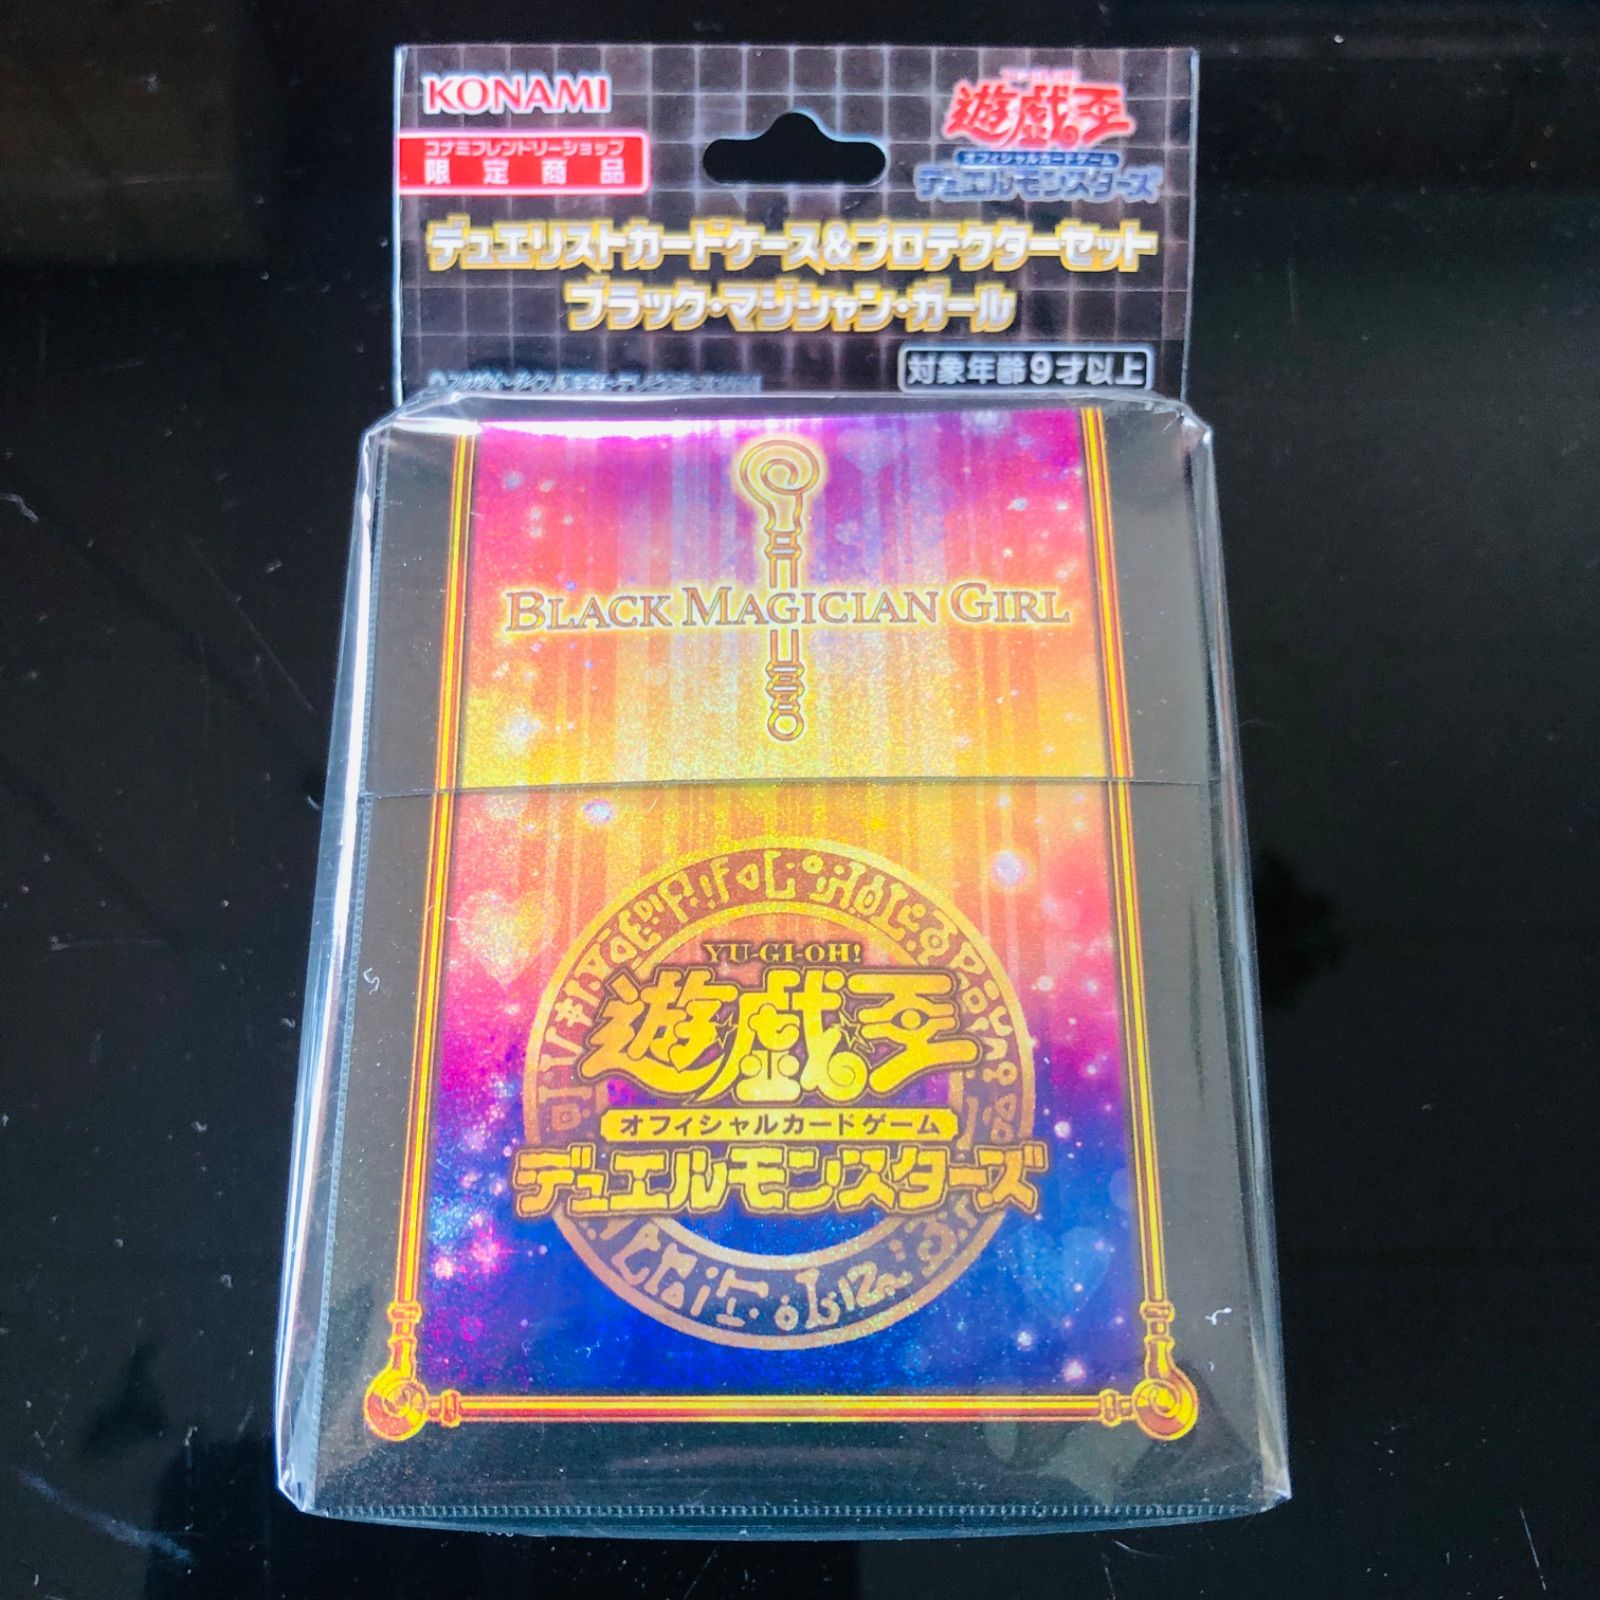 KONAMI
コナミフレンドリーショップ
限定商品
遊戯王
オフィシャルカードゲーム
デュエルモンスターズ
デュエリストカードケース&プロテクターセット
ブラック・マジシャン・ガール
対象年齢9才以上
BLACK MAGICIAN GIRL
YU-GI-OH!
遊戯王
オフィシャルカードゲーム
デュエルモンスターズ